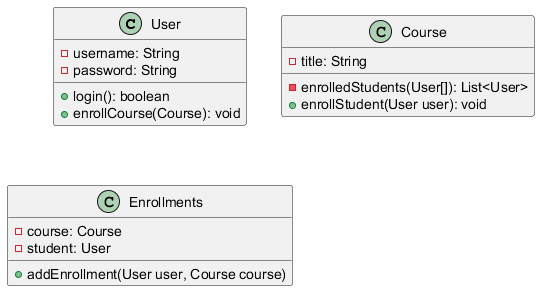 C User
username: String
password: String
login(): boolean
enrollCourse(Course): void
C Course
title: String
enrolledStudents(User[]): List<User>
enrollStudent(User user): void
C Enrollments
course: Course
student: User
addEnrollment(User user, Course course)